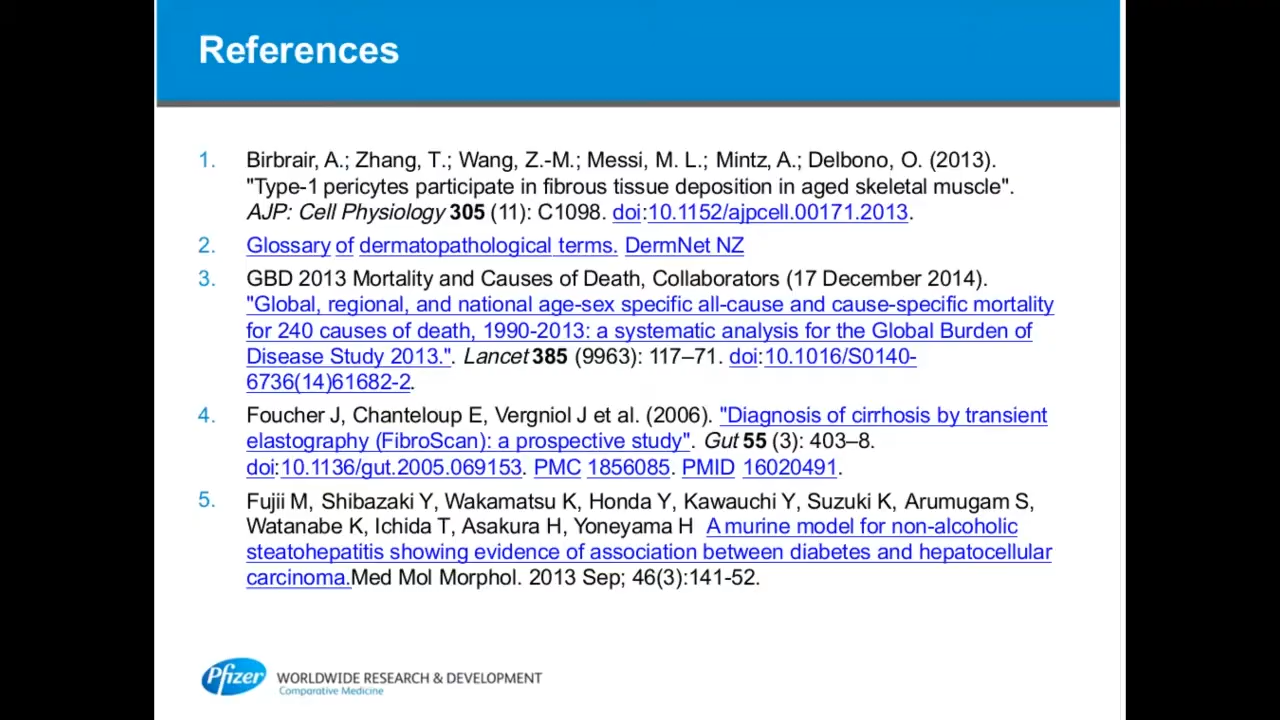 References
1. Birbrair, A.; Zhang, T.; Wang, Z.-M.; Messi, M. L.; Mintz, A.; Delbono, O. (2013).
"Type-1 pericytes participate in fibrous tissue deposition in aged skeletal muscle".
AJP: Cell Physiology 305 (11): C1098. doi:10.1152/ajpcell.00171.2013.
2. Glossary of dermatopathological terms. DermNet NZ
3. GBD 2013 Mortality and Causes of Death, Collaborators (17 December 2014).
"Global, regional, and national age-sex specific all-cause and cause-specific mortality
for 240 causes of death, 1990-2013: a systematic analysis for the Global Burden of
Disease Study 2013.". Lancet 385 (9963): 117–71. doi:10.1016/S0140-
6736(14)61682-2.
4. Foucher J, Chanteloup E, Vergniol J et al. (2006). "Diagnosis of cirrhosis by transient
elastography (FibroScan): a prospective study". Gut 55 (3): 403–8.
doi:10.1136/gut.2005.069153. PMC 1856085. PMID 16020491.
5. Fujii M, Shibazaki Y, Wakamatsu K, Honda Y, Kawauchi Y, Suzuki K, Arumugam S,
Watanabe K, Ichida T, Asakura H, Yoneyama H A murine model for non-alcoholic
steatohepatitis showing evidence of association between diabetes and hepatocellular
carcinoma.Med Mol Morphol. 2013 Sep; 46(3):141-52.
Pfizer WORLDWIDE RESEARCH & DEVELOPMENT
Comparative Medicine